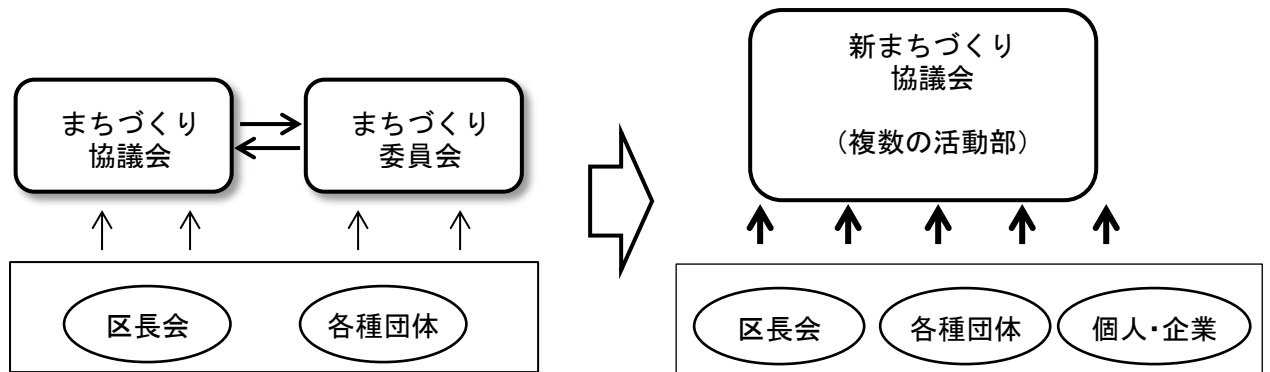 まちづくり
協議会
まちづくり
委員会
区長会
各種団体
新まちづくり
協議会
（複数の活動部）
区長会
各種団体
個人・企業